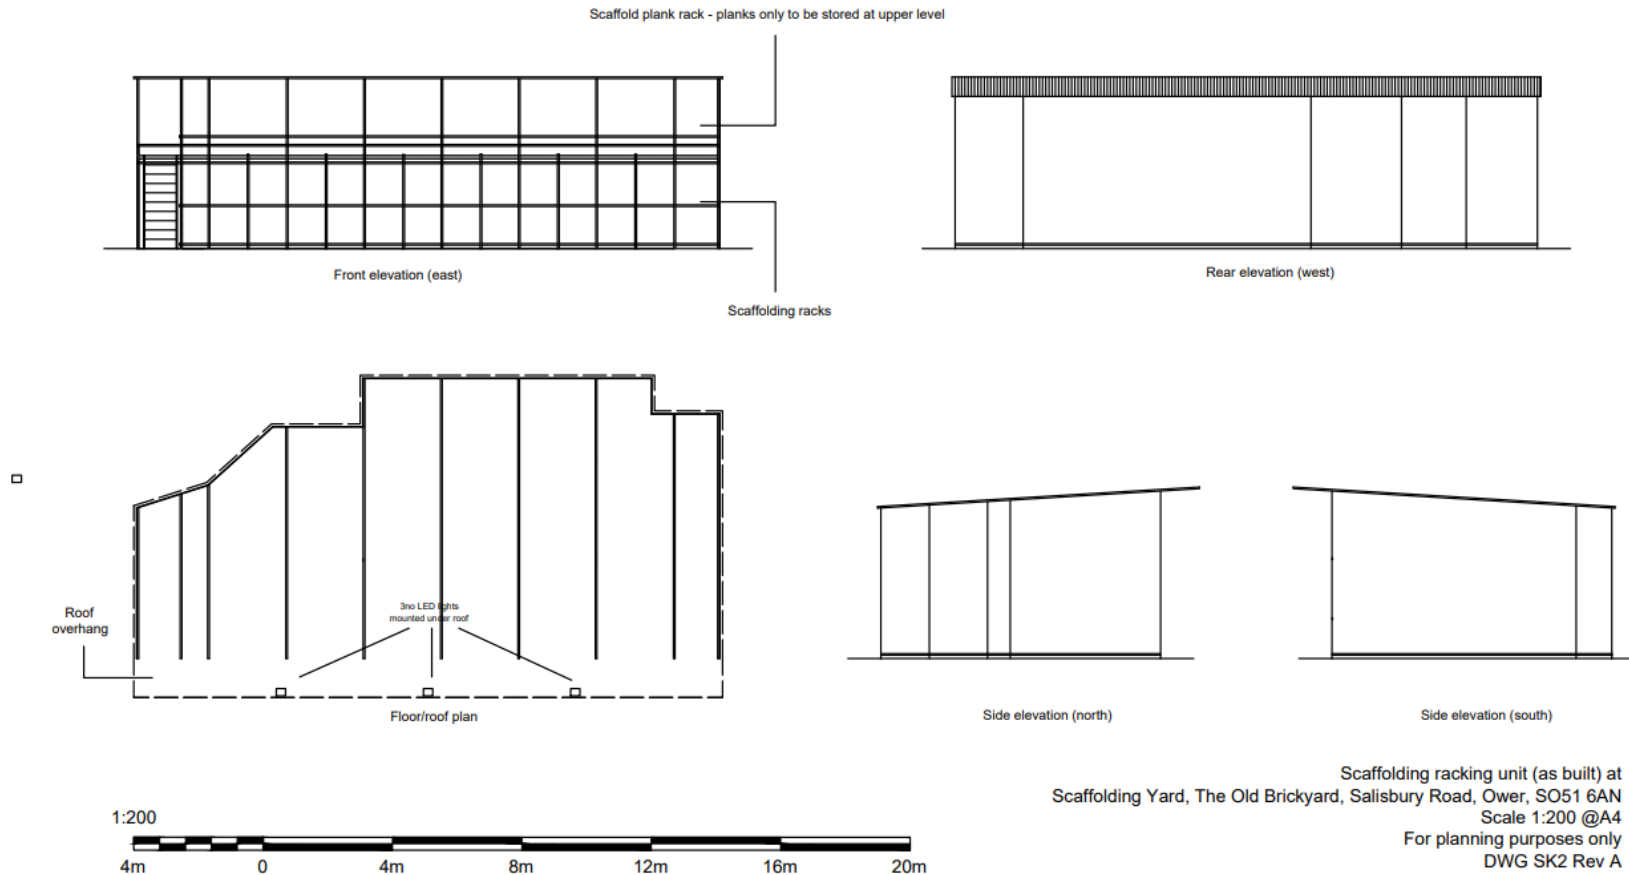 Scaffold plank rack - planks only to be stored at upper level
Front elevation (east)
Rear elevation (west)
Scaffolding racks
Roof
overhang
3no LED lights
mounted under roof
Floor/roof plan
Side elevation (north)
Side elevation (south)
Scaffolding racking unit (as built) at
Scaffolding Yard, The Old Brickyard, Salisbury Road, Ower, SO51 6AN
Scale 1:200 @A4
For planning purposes only
DWG SK2 Rev A
1:200
4m 0 4m 8m 12m 16m 20m